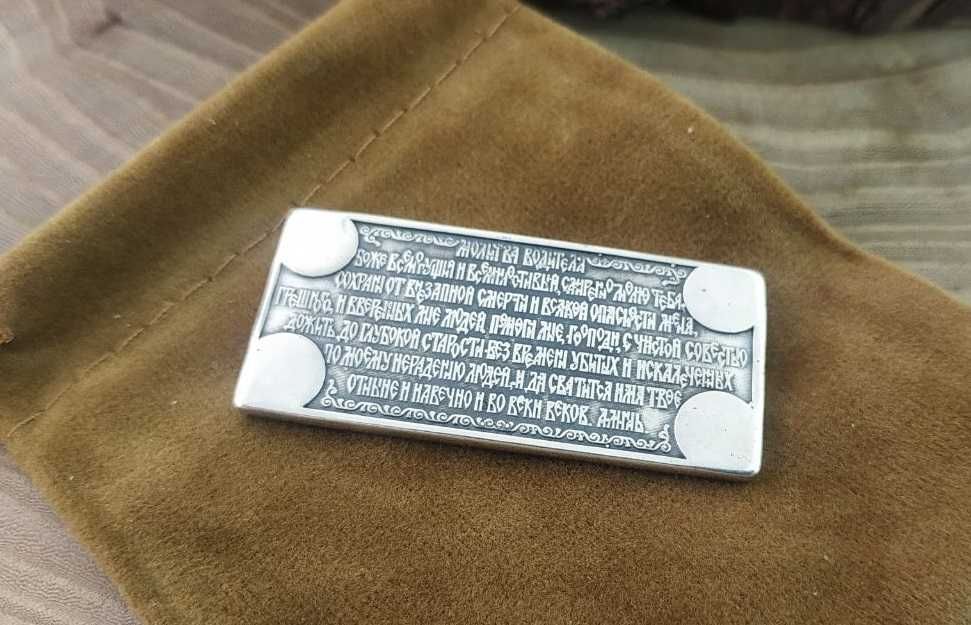 МОЛИТВА ВОДИТЕЛЯ
БОЖЕ ВСЕМОГУЩИЙ И ВСЕМИЛОСТИВЫЙ, СМИРЕННО МОЛЮ ТЕБЯ:
СОХРАНИ ОТ ВНЕЗАПНОЙ СМЕРТИ И ВСЯКОЙ ОПАСНОСТИ МЕНЯ,
ГРЕШНОГО, И ВВЕРЕННЫХ МНЕ ЛЮДЕЙ, ПОМОГИ МНЕ, ГОСПОДИ, С ЧИСТОЙ СОВЕСТЬЮ
ДОЖИТЬ ДО ГЛУБОКОЙ СТАРОСТИ БЕЗ ВРЕМЕНИ УБИТЫХ И ИСКАЛЕЧЕННЫХ
ПО МОЕМУ НЕРАДЕНИЮ ЛЮДЕЙ, И ДА СВЯТИТСЯ ИМЯ ТВОЕ
ОТНЫНЕ И НАВЕЧНО И ВО ВЕКИ ВЕКОВ. АМИНЬ.